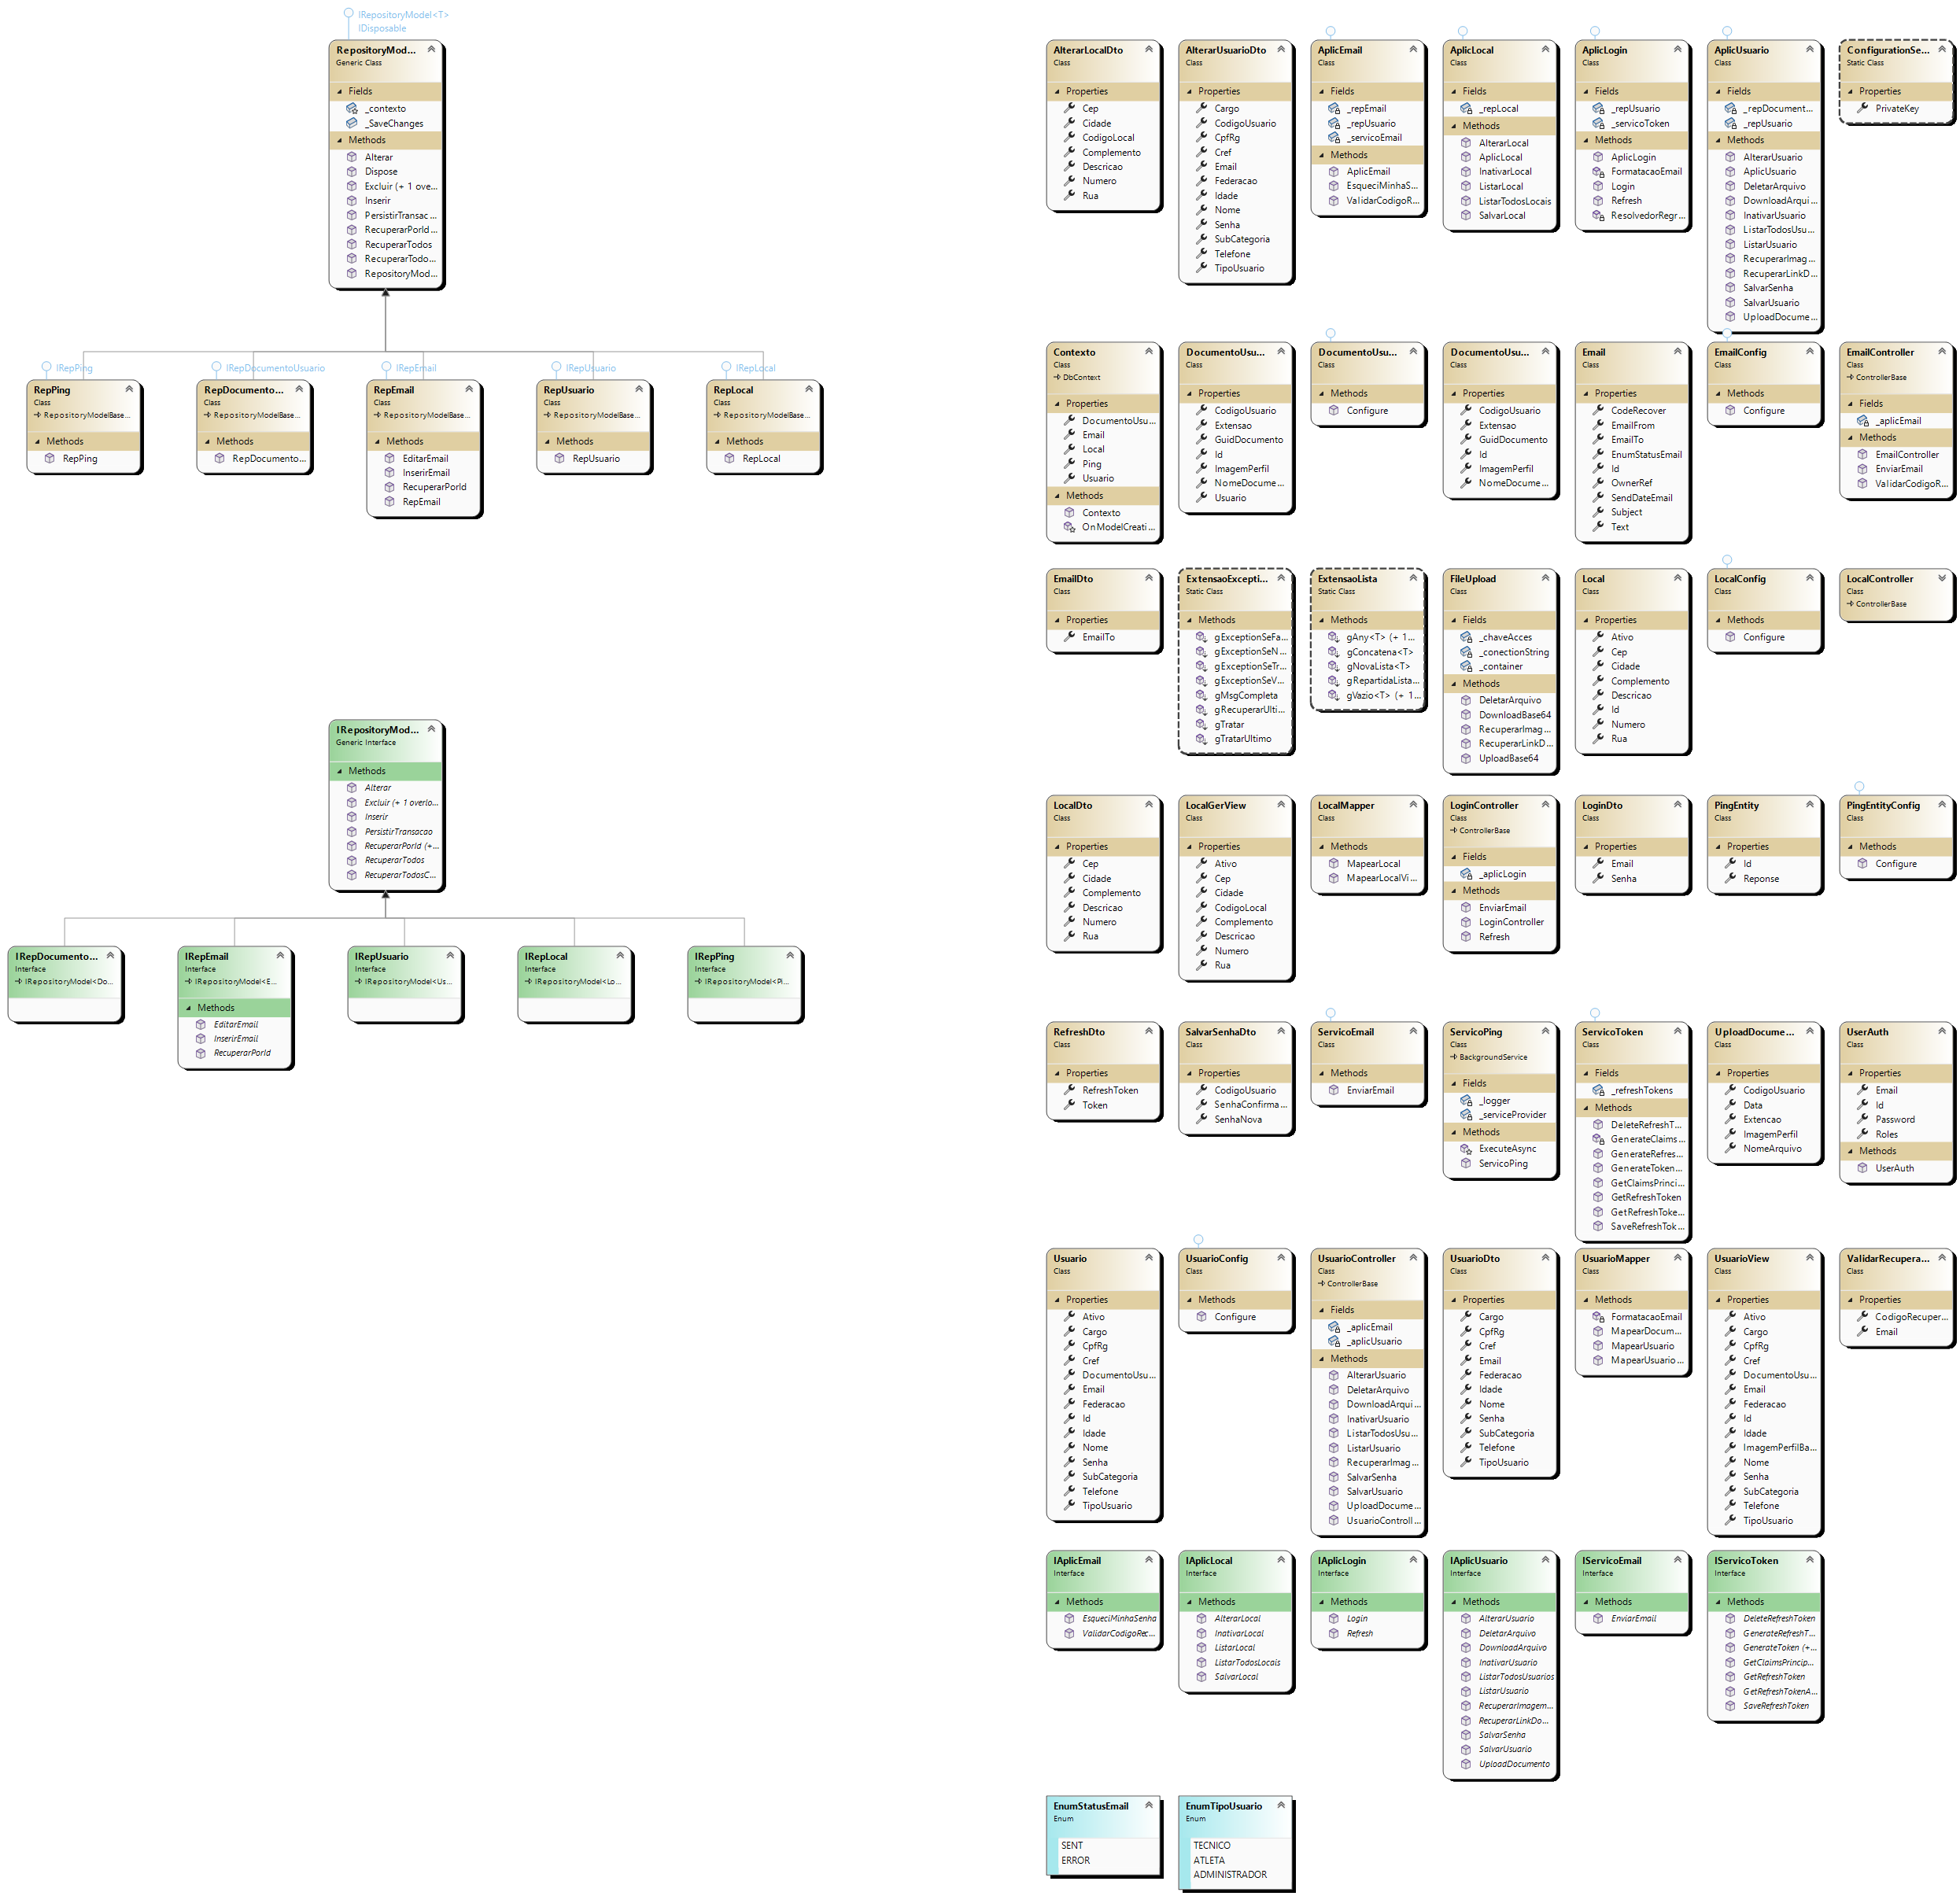 IRepositoryModel<T>
IDisposable
RepositoryMod...
Generic Class
Fields
_contexto
_SaveChanges
Methods
Alterar
Dispose
Excluir (+ 1 ove...
Inserir
PersistirTransac...
RecuperarPorId...
RecuperarTodos
RecuperarTodo...
RepositoryMod...
IRepPing
RepPing
Class
RepositoryModelBase...
Methods
RepPing
IRepDocumentoUsuario
RepDocumento...
Class
RepositoryModelBase...
Methods
RepDocumento...
IRepEmail
RepEmail
Class
RepositoryModelBase...
Methods
EditarEmail
InserirEmail
RecuperarPorId
RepEmail
IRepUsuario
RepUsuario
Class
RepositoryModelBase...
Methods
RepUsuario
IRepLocal
RepLocal
Class
RepositoryModelBase...
Methods
RepLocal
IRepositoryMod...
Generic Interface
Methods
Alterar
Excluir (+ 1 overlo...
Inserir
PersistirTransacao
RecuperarPorId (+...
RecuperarTodos
RecuperarTodosC...
IRepDocumento...
Interface
IRepositoryModel<Do...
IRepEmail
Interface
IRepositoryModel<E...
Methods
EditarEmail
InserirEmail
RecuperarPorId
IRepUsuario
Interface
IRepositoryModel<Us...
IRepLocal
Interface
IRepositoryModel<Lo...
IRepPing
Interface
IRepositoryModel<Pi...
AlterarLocalDto
Class
Properties
Cep
Cidade
CodigoLocal
Complemento
Descricao
Numero
Rua
AlterarUsuarioDto
Class
Properties
Cargo
CodigoUsuario
CpfRg
Cref
Email
Federacao
Idade
Nome
Senha
SubCategoria
Telefone
TipoUsuario
AplicEmail
Class
Fields
_repEmail
_repUsuario
_servicoEmail
Methods
AplicEmail
EsqueciMinhaS...
ValidarCodigoR...
AplicLocal
Class
Fields
_repLocal
Methods
AlterarLocal
AplicLocal
InativarLocal
ListarLocal
ListarTodosLocais
SalvarLocal
AplicLogin
Class
Fields
_repUsuario
_servicoToken
Methods
AplicLogin
FormatacaoEmail
Login
Refresh
ResolvedorRegr...
AplicUsuario
Class
Fields
_repDocument...
_repUsuario
Methods
AlterarUsuario
AplicUsuario
DeletarArquivo
DownloadArqui...
InativarUsuario
ListarTodosUsu...
ListarUsuario
RecuperarImag...
RecuperarLinkD...
SalvarSenha
SalvarUsuario
UploadDocume...
ConfigurationSe...
Static Class
Properties
PrivateKey
Contexto
Class
DbContext
Properties
DocumentoUsu...
Email
Local
Ping
Usuario
Methods
Contexto
OnModelCreati...
DocumentoUsu...
Class
Properties
CodigoUsuario
Extensao
GuidDocumento
Id
ImagemPerfil
NomeDocume...
Usuario
DocumentoUsu...
Class
Methods
Configure
DocumentoUsu...
Class
Properties
CodigoUsuario
Extensao
GuidDocumento
Id
ImagemPerfil
NomeDocume...
Email
Class
Properties
CodeRecover
EmailFrom
EmailTo
EnumStatusEmail
Id
OwnerRef
SendDateEmail
Subject
Text
EmailConfig
Class
Methods
Configure
EmailController
Class
ControllerBase
Fields
_aplicEmail
Methods
EmailController
EnviarEmail
ValidarCodigoR...
EmailDto
Class
Properties
EmailTo
ExtensaoExcepti...
Static Class
Methods
gExceptionSeFa...
gExceptionSeN...
gExceptionSeTr...
gExceptionSeV...
gMsgCompleta
gRecuperarUlti...
gTratar
gTratarUltimo
ExtensaoLista
Static Class
Methods
gAny<T> (+ 1...
gConcatena<T>
gNovaLista<T>
gRepartidaLista...
gVazio<T> (+ 1...
FileUpload
Class
Fields
_chaveAcces
_conectionString
_container
Methods
DeletarArquivo
DownloadBase64
RecuperarImag...
RecuperarLinkD...
UploadBase64
Local
Class
Properties
Ativo
Cep
Cidade
Complemento
Descricao
Id
Numero
Rua
LocalConfig
Class
Methods
Configure
LocalController
Class
ControllerBase
LocalDto
Class
Properties
Cep
Cidade
Complemento
Descricao
Numero
Rua
LocalGerView
Class
Properties
Ativo
Cep
Cidade
CodigoLocal
Complemento
Descricao
Numero
Rua
LocalMapper
Class
Methods
MapearLocal
MapearLocalVi...
LoginController
Class
ControllerBase
Fields
_aplicLogin
Methods
EnviarEmail
LoginController
Refresh
LoginDto
Class
Properties
Email
Senha
PingEntity
Class
Properties
Id
Reponse
PingEntityConfig
Class
Methods
Configure
RefreshDto
Class
Properties
RefreshToken
Token
SalvarSenhaDto
Class
Properties
CodigoUsuario
SenhaConfirma...
SenhaNova
ServicoEmail
Class
Methods
EnviarEmail
ServicoPing
Class
BackgroundService
Fields
_logger
_serviceProvider
Methods
ExecuteAsync
ServicoPing
ServicoToken
Class
Fields
_refreshTokens
Methods
DeleteRefreshT...
GenerateClaims...
GenerateRefres...
GenerateToken...
GetClaimsPrinci...
GetRefreshToken
GetRefreshToke...
SaveRefreshTok...
UploadDocume...
Class
Properties
CodigoUsuario
Data
Extencao
ImagemPerfil
NomeArquivo
UserAuth
Class
Properties
Email
Id
Password
Roles
Methods
UserAuth
Usuario
Class
Properties
Ativo
Cargo
CpfRg
Cref
DocumentoUsu...
Email
Federacao
Id
Idade
Nome
Senha
SubCategoria
Telefone
TipoUsuario
UsuarioConfig
Class
Methods
Configure
UsuarioController
Class
ControllerBase
Fields
_aplicEmail
_aplicUsuario
Methods
AlterarUsuario
DeletarArquivo
DownloadArqui...
InativarUsuario
ListarTodosUsu...
ListarUsuario
RecuperarImag...
SalvarSenha
SalvarUsuario
UploadDocume...
UsuarioControll...
UsuarioDto
Class
Properties
Cargo
CpfRg
Cref
Email
Federacao
Idade
Nome
Senha
SubCategoria
Telefone
TipoUsuario
UsuarioMapper
Class
Methods
FormatacaoEmail
MapearDocum...
MapearUsuario
MapearUsuario...
UsuarioView
Class
Properties
Ativo
Cargo
CpfRg
Cref
DocumentoUsu...
Email
Federacao
Id
Idade
ImagemPerfilBa...
Nome
Senha
SubCategoria
Telefone
TipoUsuario
ValidarRecupera...
Class
Properties
CodigoRecuper...
Email
IAplicEmail
Interface
Methods
EsqueciMinhaSenha
ValidarCodigoRec...
IAplicLocal
Interface
Methods
AlterarLocal
InativarLocal
ListarLocal
ListarTodosLocais
SalvarLocal
IAplicLogin
Interface
Methods
Login
Refresh
IAplicUsuario
Interface
Methods
AlterarUsuario
DeletarArquivo
DownloadArquivo
InativarUsuario
ListarTodosUsuarios
ListarUsuario
RecuperarImagem...
RecuperarLinkDo...
SalvarSenha
SalvarUsuario
UploadDocumento
IServicoEmail
Interface
Methods
EnviarEmail
IServicoToken
Interface
Methods
DeleteRefreshToken
GenerateRefreshT...
GenerateToken (+...
GetClaimsPrincip...
GetRefreshToken
GetRefreshTokenA...
SaveRefreshToken
EnumStatusEmail
Enum
SENT
ERROR
EnumTipoUsuario
Enum
TECNICO
ATLETA
ADMINISTRADOR